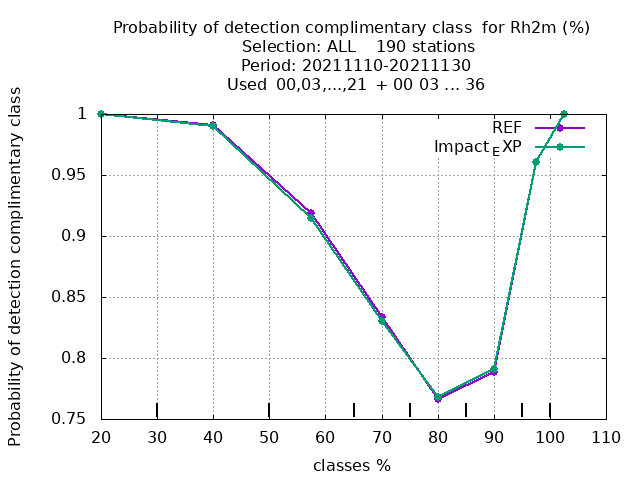 Probability of detection complimentary class  for Rh2m (%)
Selection: ALL    190 stations
Period: 20211110-20211130
Used  00,03,...,21  + 00 03 ... 36
Probability of detection complimentary class
1
0.95
0.9
0.85
0.8
0.75
REF
Impact_EXP
20 30 40 50 60 70 80 90 100 110
classes %